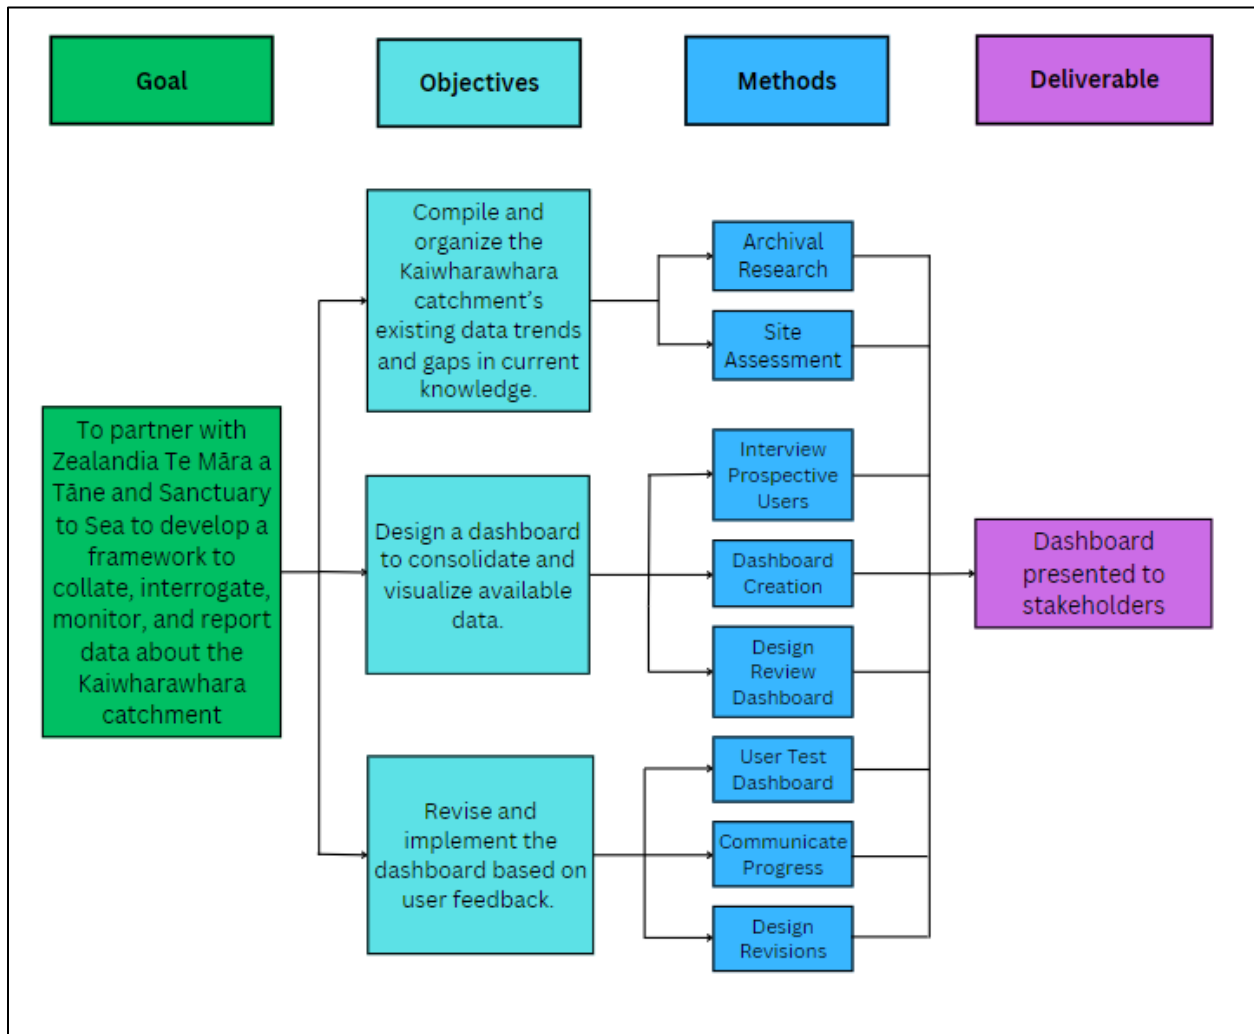 Goal
Objectives
Methods
Deliverable
To partner with
Zealandia Te Māra a
Tāne and Sanctuary
to Sea to develop a
framework to
collate, interrogate,
monitor, and report
data about the
Kaiwharawhara
catchment
Compile and
organize the
Kaiwharawhara
catchment’s
existing data trends
and gaps in current
knowledge.
Design a dashboard
to consolidate and
visualize available
data.
Revise and
implement the
dashboard based on
user feedback.
Archival
Research
Site
Assessment
Interview
Prospective
Users
Dashboard
Creation
Design
Review
Dashboard
User Test
Dashboard
Communicate
Progress
Design
Revisions
Dashboard
presented to
stakeholders